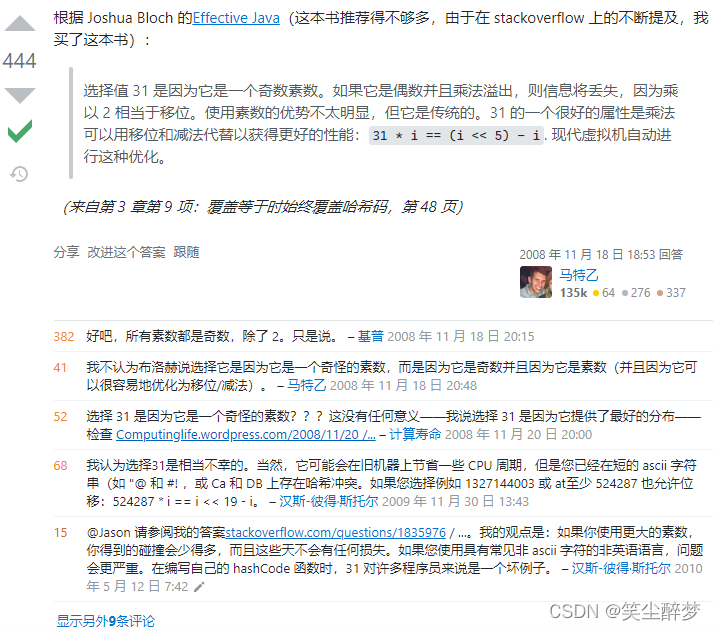 根据 Joshua Bloch 的Effective Java（这本书推荐得不够多，由于在 stackoverflow 上的不断提及，我
买了这本书）:
444
选择值 31 是因为它是一个奇数素数。如果它是偶数并且乘法溢出，则信息将丢失，因为乘
以 2 相当于移位。使用素数的优势不太明显，但它是传统的。31 的一个很好的属性是乘法
可以用移位和减法代替以获得更好的性能：31 * i == (i << 5) - i. 现代虚拟机自动进
行这种优化。
（来自第 3 章第 9 项：覆盖等于时始终覆盖哈希码，第 48 页）
分享 改进这个答案 跟随
2008 年 11 月 18 日 18:53 回答
马特乙
135k 64 276 337
382 好吧，所有素数都是奇数，除了 2。只是说。 – 基普 2008 年 11 月 18 日 20:15
41 我不认为布洛赫说选择它是因为它是一个奇怪的素数，而是因为它是奇数并且因为它是素数（并且因为它可
以很容易地优化为移位/减法）。 – 马特乙 2008 年 11 月 18 日 20:48
52 选择 31 是因为它是一个奇怪的素数？？？这没有任何意义——我说选择 31 是因为它提供了最好的分布——
检查 Computinglife.wordpress.com/2008/11/20 /... – 计算寿命 2008 年 11 月 20 日 20:00
68 我认为选择31是相当不幸的。当然，它可能会在旧机器上节省一些 CPU 周期，但是您已经在短的 ascii 字符
串（如 "@ 和 #! ，或 Ca 和 DB 上存在哈希冲突。如果您选择例如 1327144003 或 at至少 524287 也允许位
移：524287 * i == i << 19 - i。 – 汉斯-彼得·斯托尔 2009 年 11 月 30 日 13:43
15 @Jason 请参阅我的答案stackoverflow.com/questions/1835976 / ...。我的观点是：如果你使用更大的素数，
你得到的碰撞会少得多，而且这些天不会有任何损失。如果您使用具有常见非 ascii 字符的非英语语言，问题
会更严重。在编写自己的 hashCode 函数时，31 对许多程序员来说是一个坏例子。 – 汉斯-彼得·斯托尔 2010
年 5 月 12 日 7:42
显示另外9条评论
CSDN @笑尘醉梦